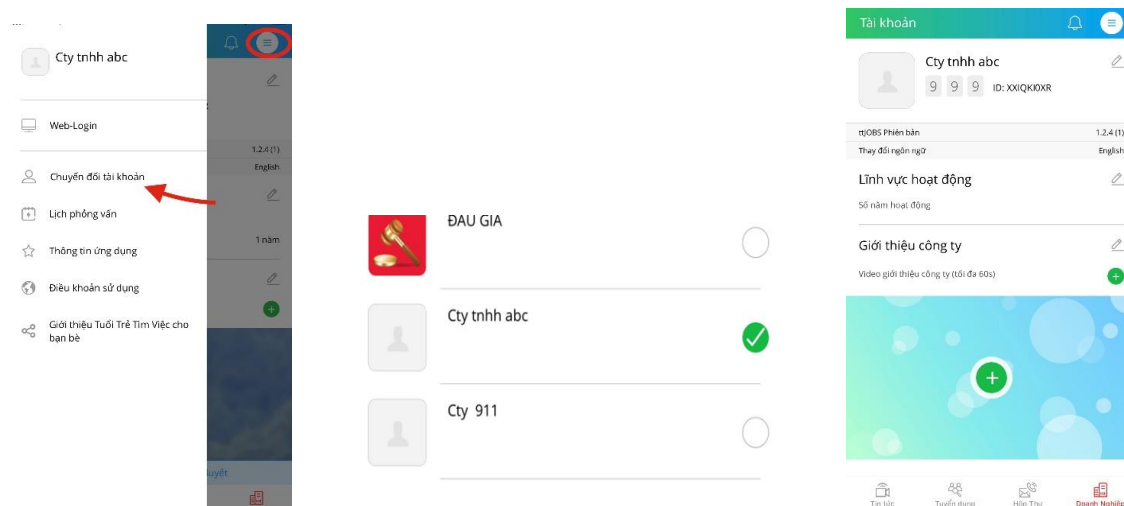 Cty tnhh abc
Web-Login
Chuyển đổi tài khoản
Lịch phỏng vấn
Thông tin ứng dụng
Điều khoản sử dụng
Giới thiệu Tuổi Trẻ Tìm Việc cho
bạn bè
1.2.4 (1)
English
1 năm
ĐẤU GIÁ
Cty tnhh abc
Cty 911
Tài khoản
Cty tnhh abc
9 9 9 ID: XXIQKI0XR
ttJOBS Phiên bản 1.2.4 (1)
Thay đổi ngôn ngữ English
Lĩnh vực hoạt động
Số năm hoạt động
Giới thiệu công ty
Video giới thiệu công ty (tối đa 60s)
Tin tức Tuyển dụng Hộp Thư Doanh Nghiệp